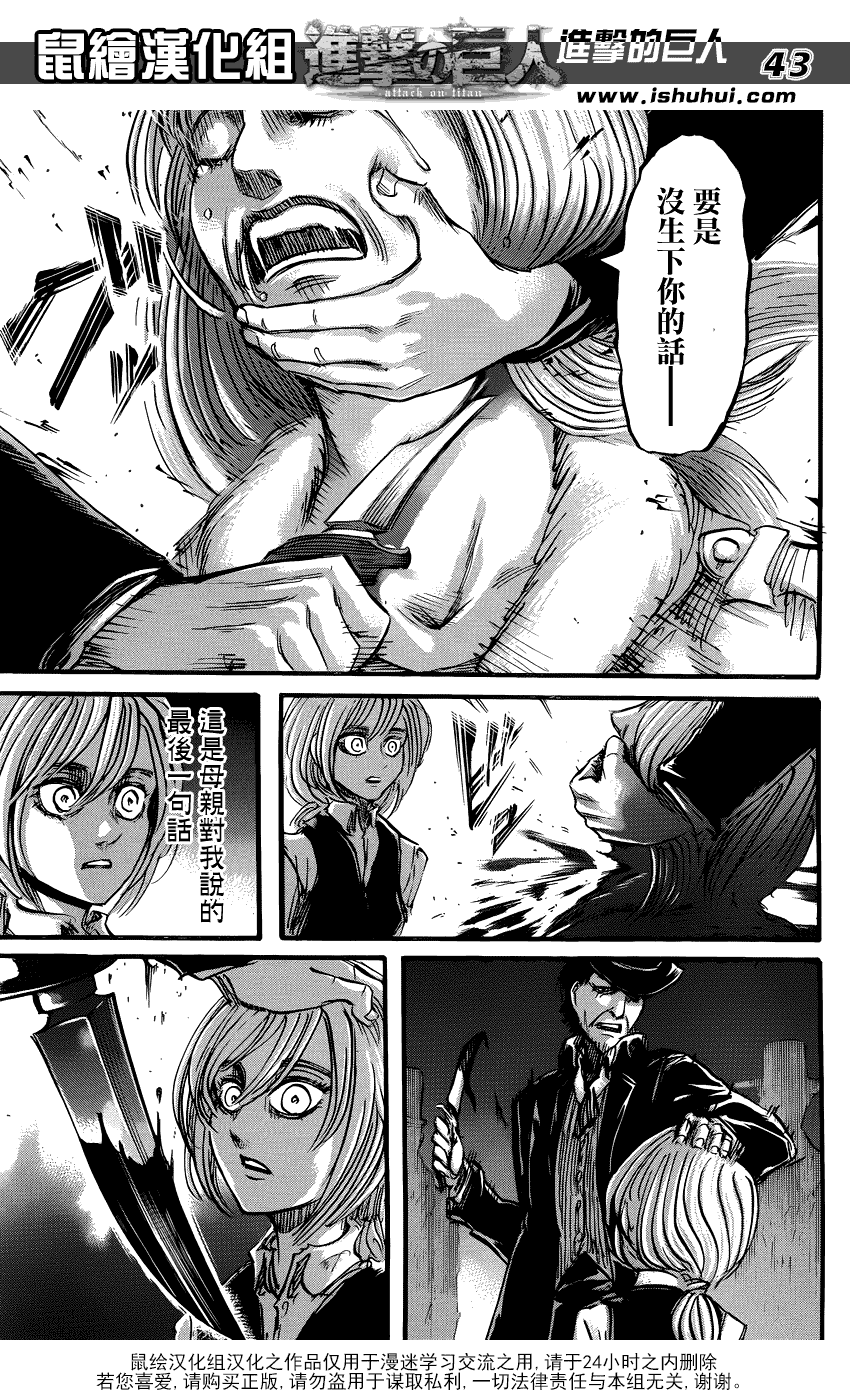 鼠繪漢化組
進撃の巨人
attack on titan
進擊的巨人
43
www.ishuhui.com
要是
沒生下你的話——
這是母親對我說的
最後一句話
鼠绘汉化组汉化之作品仅用于漫迷学习交流之用,请于24小时之内删除
若您喜爱,请购买正版,请勿盗用于谋取私利,一切法律责任与本组无关,谢谢。